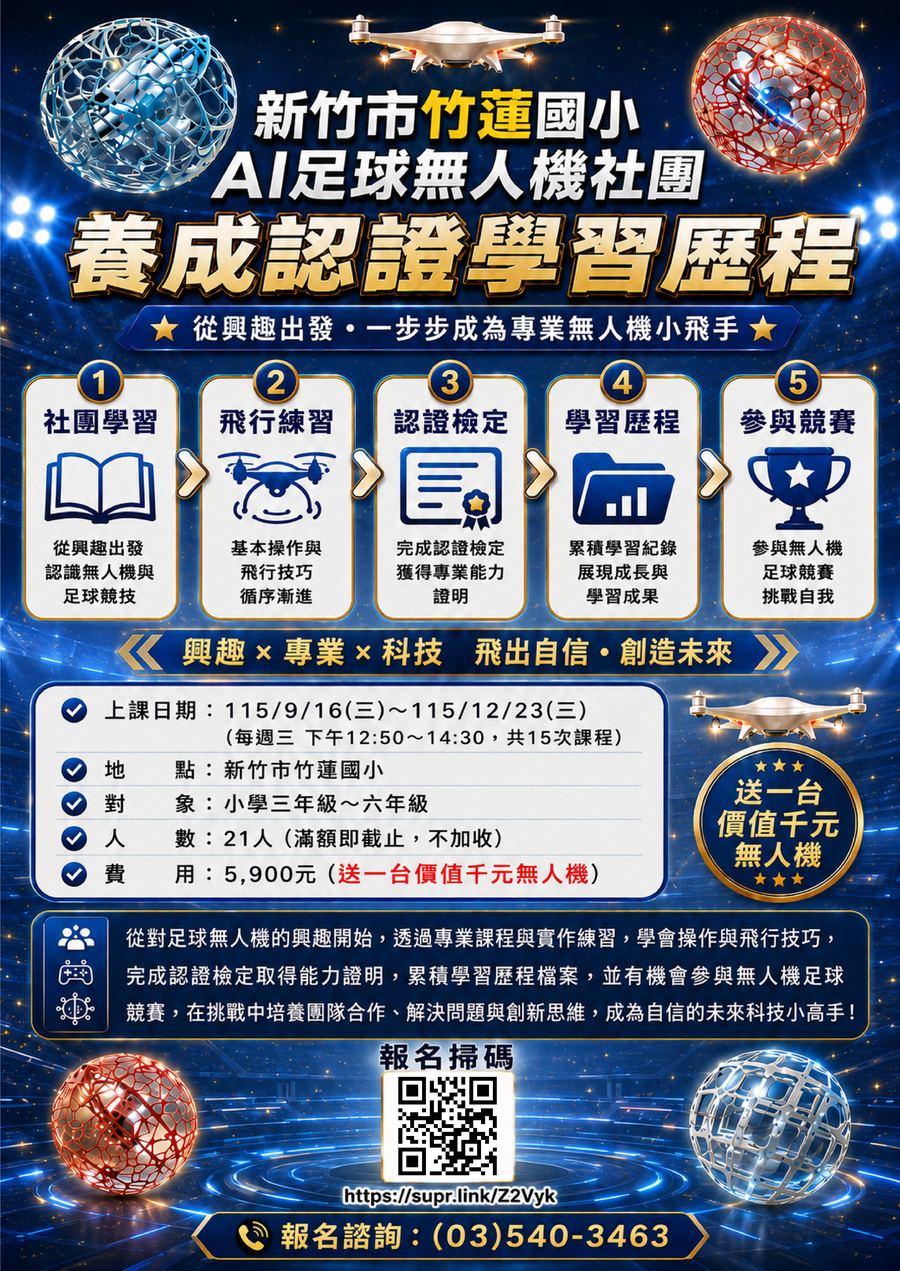 新竹市竹蓮國小
AI足球無人機社團
養成認證學習歷程
從興趣出發・一步步成為專業無人機小飛手
1
社團學習
從興趣出發
認識無人機與
足球競技
2
飛行練習
基本操作與
飛行技巧
循序漸進
3
認證檢定
完成認證檢定
獲得專業能力
證明
4
學習歷程
累積學習紀錄
展現成長與
學習成果
5
參與競賽
參與無人機
足球競賽
挑戰自我
興趣 × 專業 × 科技　飛出自信・創造未來
上課日期：115/9/16(三)～115/12/23(三)
（每週三 下午12:50～14:30，共15次課程）
地　　點：新竹市竹蓮國小
對　　象：小學三年級～六年級
人　　數：21人（滿額即截止，不加收）
費　　用：5,900元（送一台價值千元無人機）
送一台
價值千元
無人機
從對足球無人機的興趣開始，透過專業課程與實作練習，學會操作與飛行技巧，
完成認證檢定取得能力證明，累積學習歷程檔案，並有機會參與無人機足球
競賽，在挑戰中培養團隊合作、解決問題與創新思維，成為自信的未來科技小高手！
報名掃碼
https://supr.link/Z2Vyk
報名諮詢：(03)540-3463